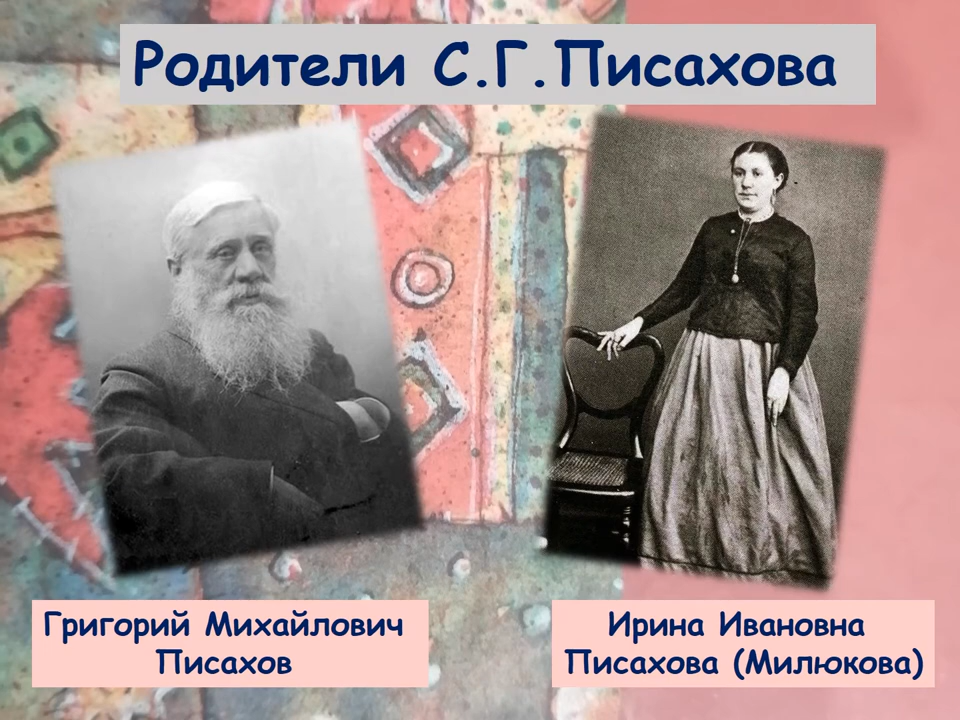 Родители С.Г.Писахова
Григорий Михайлович
Писахов
Ирина Ивановна
Писахова (Милюкова)